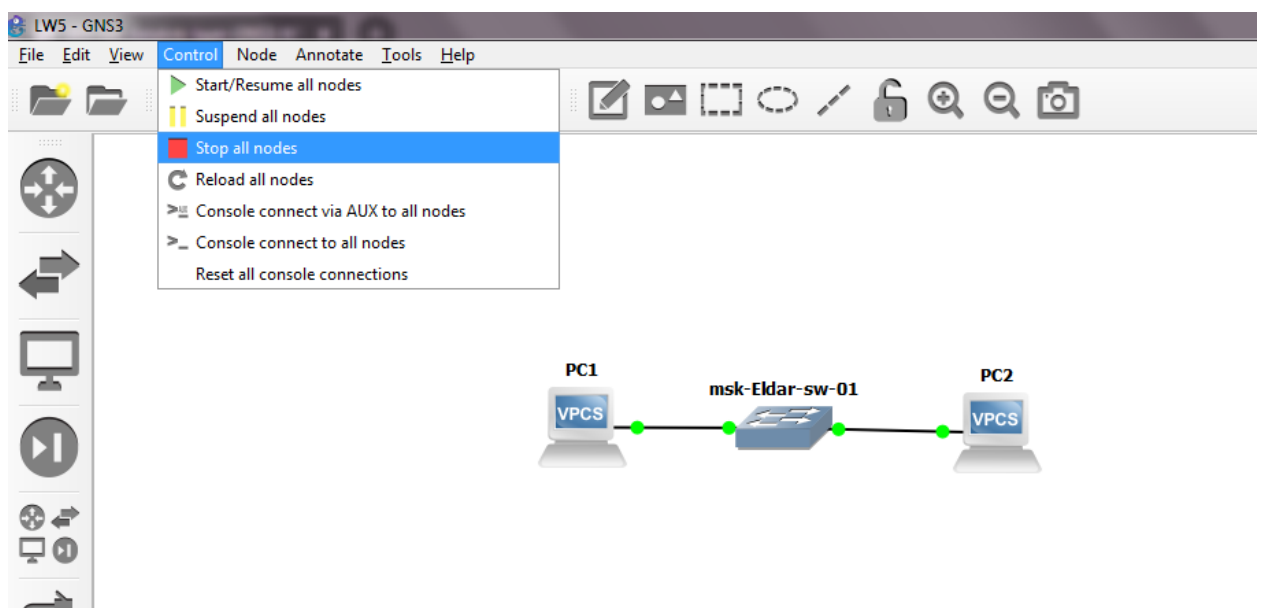 LW5 - GNS3
File Edit View Control Node Annotate Tools Help
Start/Resume all nodes
Suspend all nodes
Stop all nodes
Reload all nodes
Console connect via AUX to all nodes
Console connect to all nodes
Reset all console connections
PC1
msk-Eldar-sw-01
PC2
VPCS
VPCS